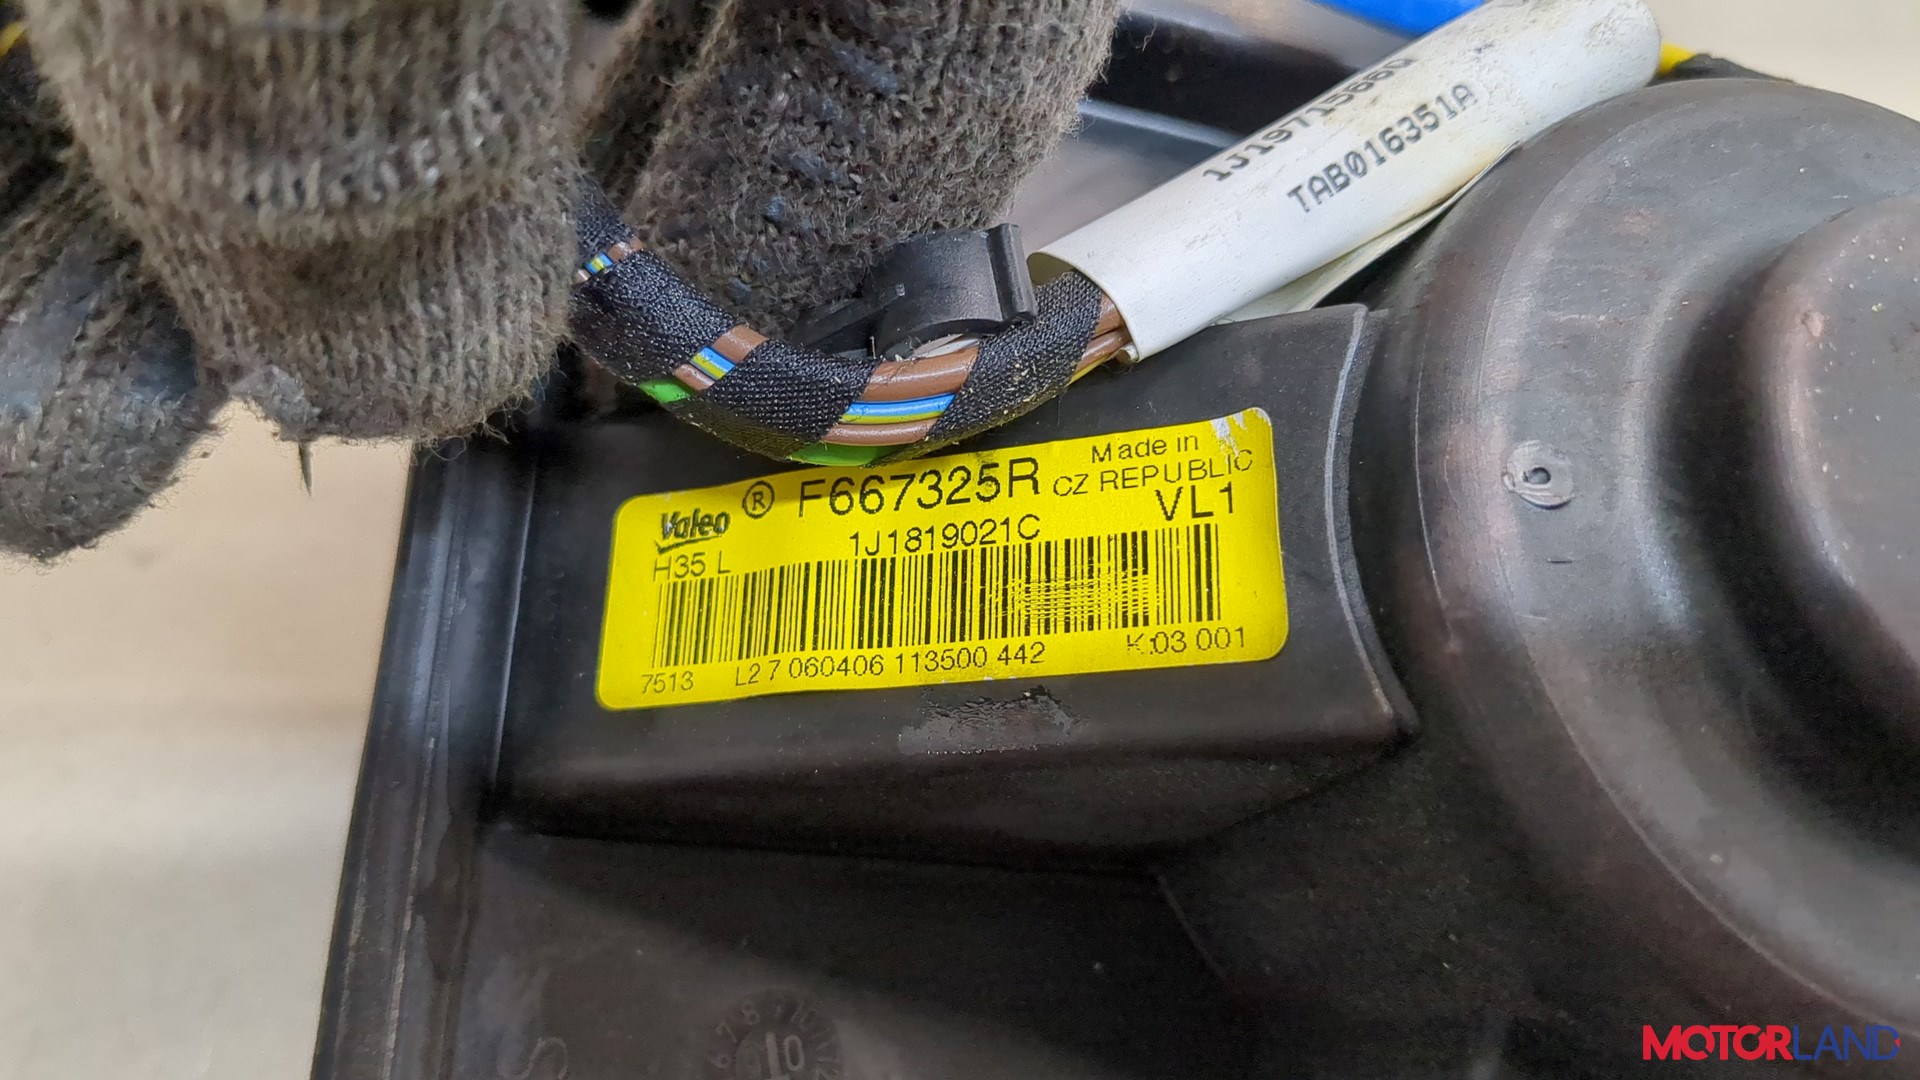 TAB016351A
Valeo ® F667325R Made in
CZ REPUBLIC
1J1819021C VL1
H35 L
7513 L2 7 060406 113500 442 K:03 001
10
MOTORLAND